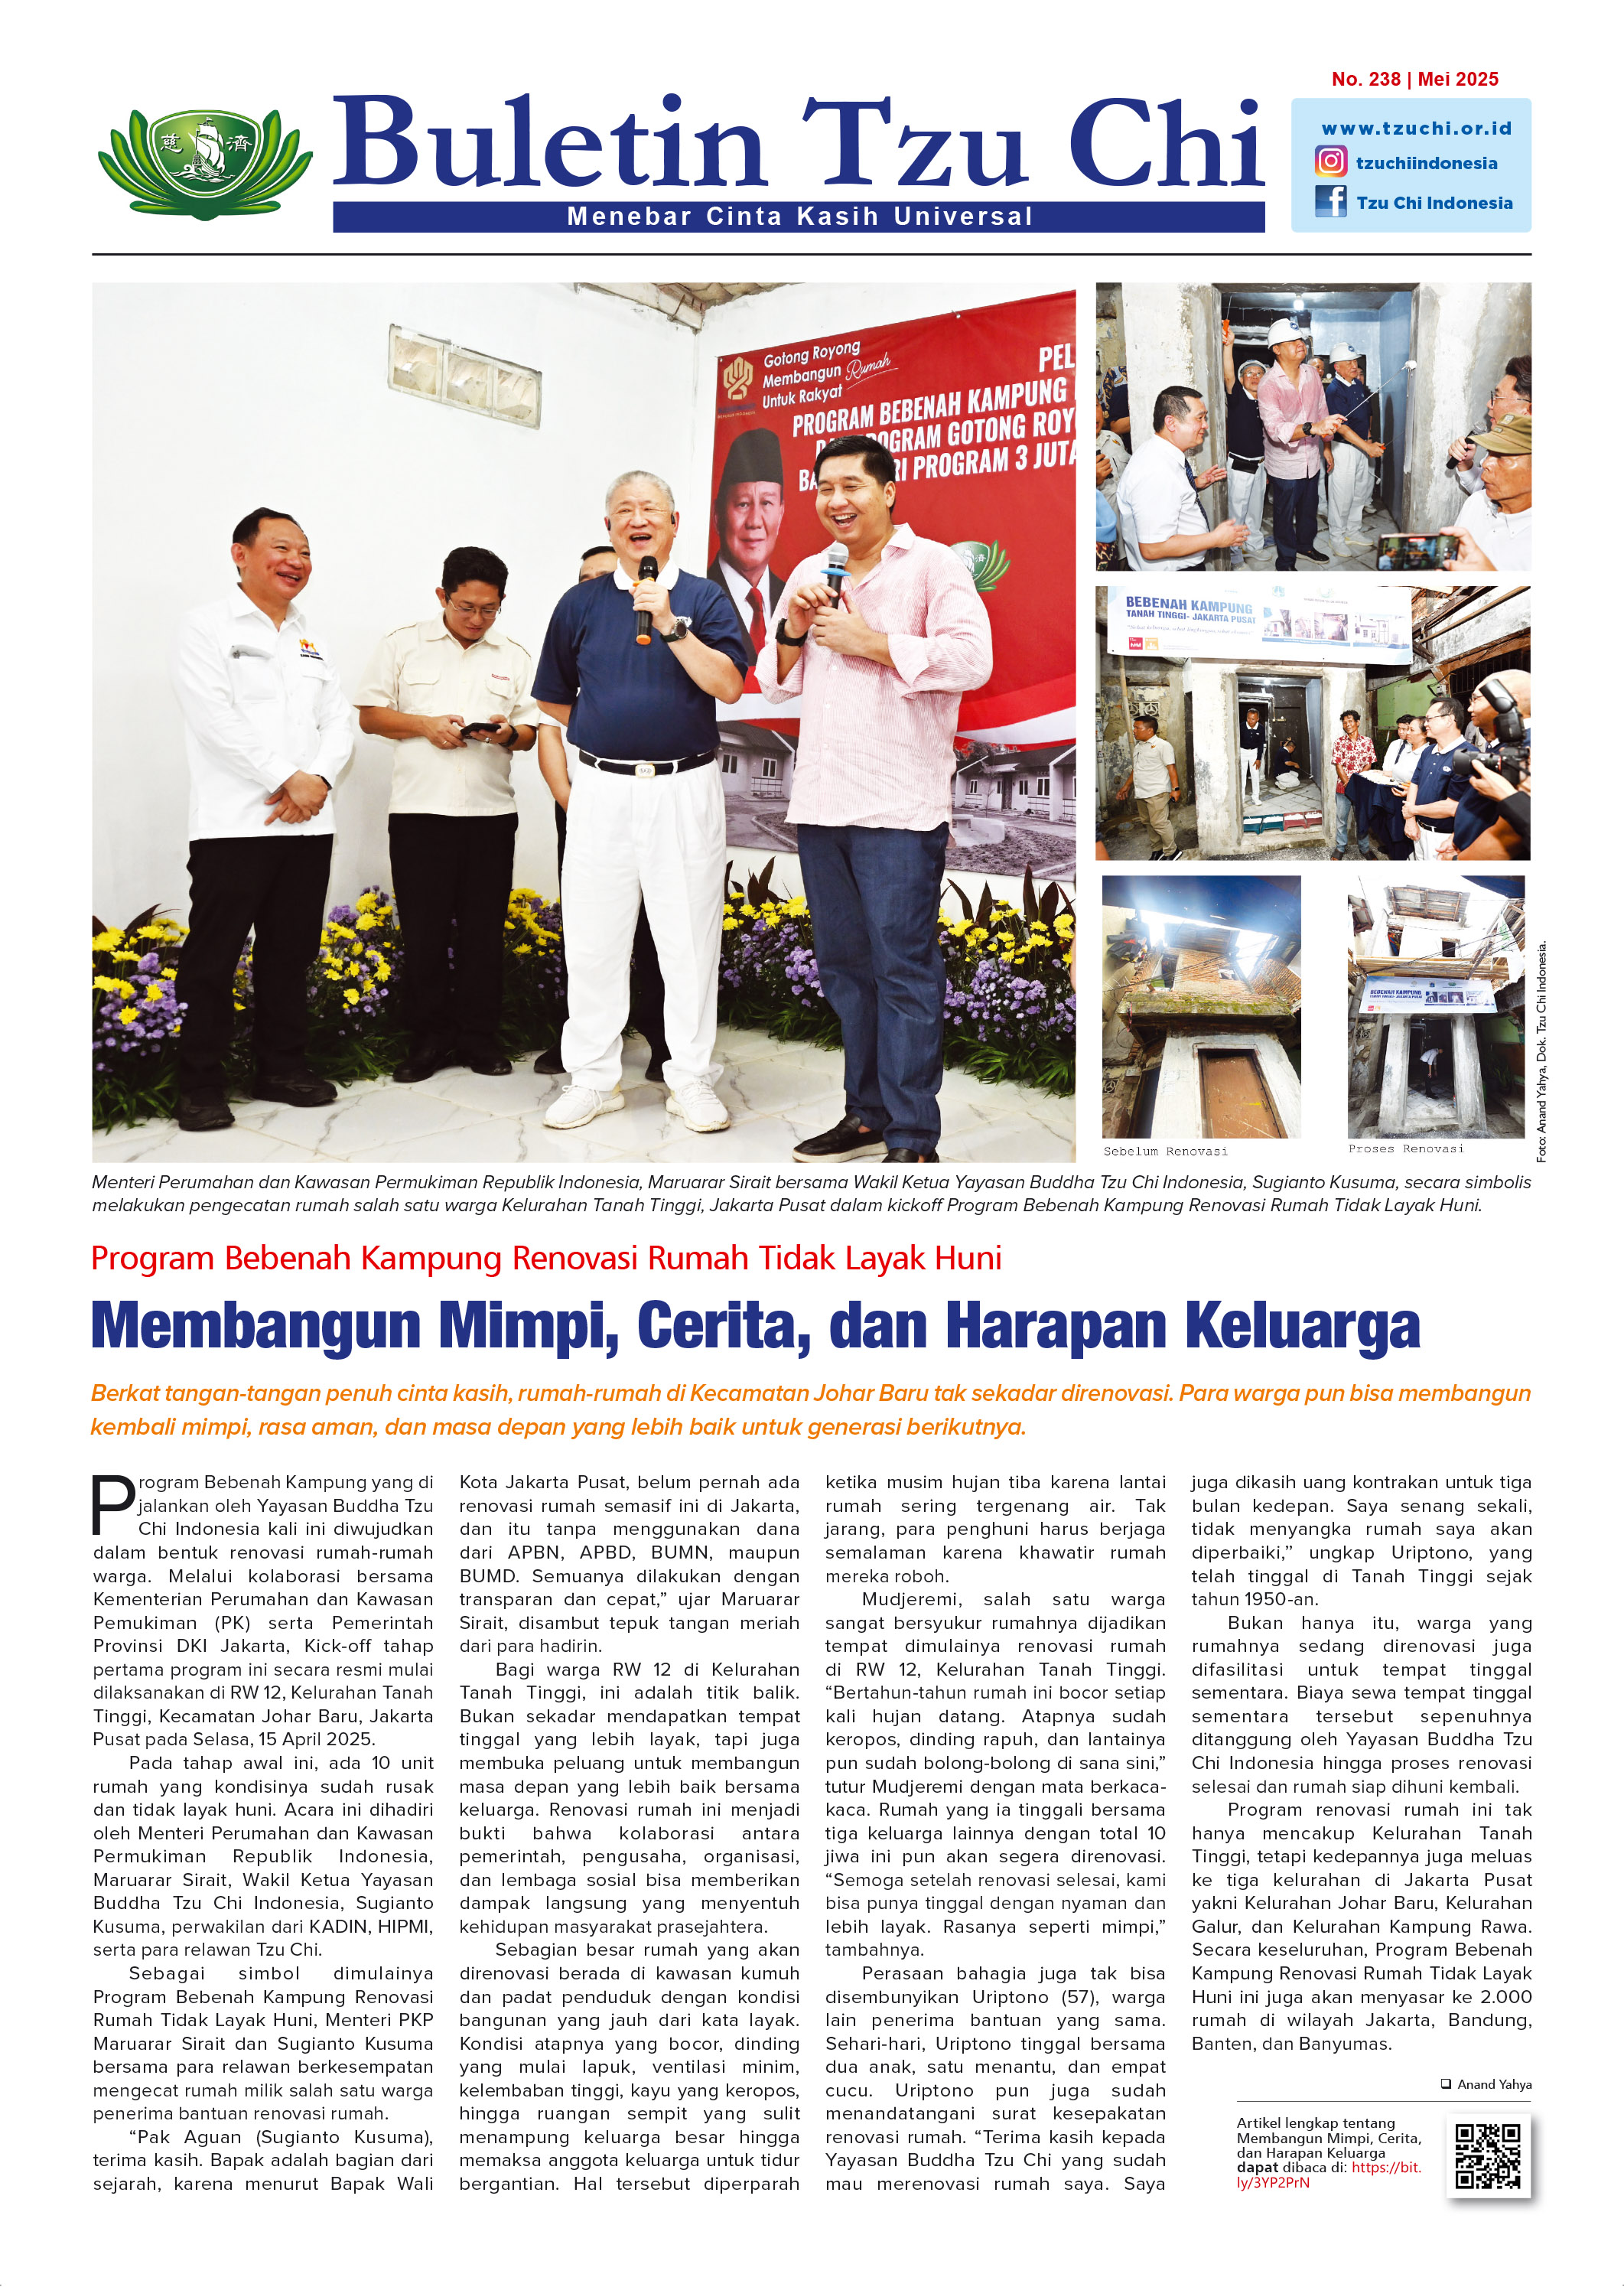 No. 238 | Mei 2025
慈 濟
Buletin Tzu Chi
Menebar Cinta Kasih Universal
www.tzuchi.or.id
tzuchiindonesia
Tzu Chi Indonesia
Gotong Royong
Membangun Rumah
Untuk Rakyat
PEL
PROGRAM BEBENAH KAMPUNG
PROGRAM GOTONG ROY
BA RI PROGRAM 3 JUTA
濟
BEBENAH KAMPUNG
TANAH TINGGI- JAKARTA PUSAT
BEBENAH KAMPUNG
Sebelum Renovasi
Proses Renovasi
Foto: Anand Yahya, Dok. Tzu Chi Indonesia.
Menteri Perumahan dan Kawasan Permukiman Republik Indonesia, Maruarar Sirait bersama Wakil Ketua Yayasan Buddha Tzu Chi Indonesia, Sugianto Kusuma, secara simbolis
melakukan pengecatan rumah salah satu warga Kelurahan Tanah Tinggi, Jakarta Pusat dalam kickoff Program Bebenah Kampung Renovasi Rumah Tidak Layak Huni.
Program Bebenah Kampung Renovasi Rumah Tidak Layak Huni
Membangun Mimpi, Cerita, dan Harapan Keluarga
Berkat tangan-tangan penuh cinta kasih, rumah-rumah di Kecamatan Johar Baru tak sekadar direnovasi. Para warga pun bisa membangun
kembali mimpi, rasa aman, dan masa depan yang lebih baik untuk generasi berikutnya.
Program Bebenah Kampung yang di
jalankan oleh Yayasan Buddha Tzu
Chi Indonesia kali ini diwujudkan
dalam bentuk renovasi rumah-rumah
warga. Melalui kolaborasi bersama
Kementerian Perumahan dan Kawasan
Pemukiman (PK) serta Pemerintah
Provinsi DKI Jakarta, Kick-off tahap
pertama program ini secara resmi mulai
dilaksanakan di RW 12, Kelurahan Tanah
Tinggi, Kecamatan Johar Baru, Jakarta
Pusat pada Selasa, 15 April 2025.
Pada tahap awal ini, ada 10 unit
rumah yang kondisinya sudah rusak
dan tidak layak huni. Acara ini dihadiri
oleh Menteri Perumahan dan Kawasan
Permukiman Republik Indonesia,
Maruarar Sirait, Wakil Ketua Yayasan
Buddha Tzu Chi Indonesia, Sugianto
Kusuma, perwakilan dari KADIN, HIPMI,
serta para relawan Tzu Chi.
Sebagai simbol dimulainya
Program Bebenah Kampung Renovasi
Rumah Tidak Layak Huni, Menteri PKP
Maruarar Sirait dan Sugianto Kusuma
bersama para relawan berkesempatan
mengecat rumah milik salah satu warga
penerima bantuan renovasi rumah.
“Pak Aguan (Sugianto Kusuma),
terima kasih. Bapak adalah bagian dari
sejarah, karena menurut Bapak Wali
Kota Jakarta Pusat, belum pernah ada
renovasi rumah semasif ini di Jakarta,
dan itu tanpa menggunakan dana
dari APBN, APBD, BUMN, maupun
BUMD. Semuanya dilakukan dengan
transparan dan cepat,” ujar Maruarar
Sirait, disambut tepuk tangan meriah
dari para hadirin.
Bagi warga RW 12 di Kelurahan
Tanah Tinggi, ini adalah titik balik.
Bukan sekadar mendapatkan tempat
tinggal yang lebih layak, tapi juga
membuka peluang untuk membangun
masa depan yang lebih baik bersama
keluarga. Renovasi rumah ini menjadi
bukti bahwa kolaborasi antara
pemerintah, pengusaha, organisasi,
dan lembaga sosial bisa memberikan
dampak langsung yang menyentuh
kehidupan masyarakat prasejahtera.
Sebagian besar rumah yang akan
direnovasi berada di kawasan kumuh
dan padat penduduk dengan kondisi
bangunan yang jauh dari kata layak.
Kondisi atapnya yang bocor, dinding
yang mulai lapuk, ventilasi minim,
kelembaban tinggi, kayu yang keropos,
hingga ruangan sempit yang sulit
menampung keluarga besar hingga
memaksa anggota keluarga untuk tidur
bergantian. Hal tersebut diperparah
ketika musim hujan tiba karena lantai
rumah sering tergenang air. Tak
jarang, para penghuni harus berjaga
semalaman karena khawatir rumah
mereka roboh.
Mudjeremi, salah satu warga
sangat bersyukur rumahnya dijadikan
tempat dimulainya renovasi rumah
di RW 12, Kelurahan Tanah Tinggi.
“Bertahun-tahun rumah ini bocor setiap
kali hujan datang. Atapnya sudah
keropos, dinding rapuh, dan lantainya
pun sudah bolong-bolong di sana sini,”
tutur Mudjeremi dengan mata berkaca-
kaca. Rumah yang ia tinggali bersama
tiga keluarga lainnya dengan total 10
jiwa ini pun akan segera direnovasi.
“Semoga setelah renovasi selesai, kami
bisa punya tinggal dengan nyaman dan
lebih layak. Rasanya seperti mimpi,”
tambahnya.
Perasaan bahagia juga tak bisa
disembunyikan Uriptono (57), warga
lain penerima bantuan yang sama.
Sehari-hari, Uriptono tinggal bersama
dua anak, satu menantu, dan empat
cucu. Uriptono pun juga sudah
menandatangani surat kesepakatan
renovasi rumah. “Terima kasih kepada
Yayasan Buddha Tzu Chi yang sudah
mau merenovasi rumah saya. Saya
juga dikasih uang kontrakan untuk tiga
bulan kedepan. Saya senang sekali,
tidak menyangka rumah saya akan
diperbaiki,” ungkap Uriptono, yang
telah tinggal di Tanah Tinggi sejak
tahun 1950-an.
Bukan hanya itu, warga yang
rumahnya sedang direnovasi juga
difasilitasi untuk tempat tinggal
sementara. Biaya sewa tempat tinggal
sementara tersebut sepenuhnya
ditanggung oleh Yayasan Buddha Tzu
Chi Indonesia hingga proses renovasi
selesai dan rumah siap dihuni kembali.
Program renovasi rumah ini tak
hanya mencakup Kelurahan Tanah
Tinggi, tetapi kedepannya juga meluas
ke tiga kelurahan di Jakarta Pusat
yakni Kelurahan Johar Baru, Kelurahan
Galur, dan Kelurahan Kampung Rawa.
Secara keseluruhan, Program Bebenah
Kampung Renovasi Rumah Tidak Layak
Huni ini juga akan menyasar ke 2.000
rumah di wilayah Jakarta, Bandung,
Banten, dan Banyumas.
❑ Anand Yahya
Artikel lengkap tentang
Membangun Mimpi, Cerita,
dan Harapan Keluarga
dapat dibaca di: https://bit.
ly/3YP2PrN